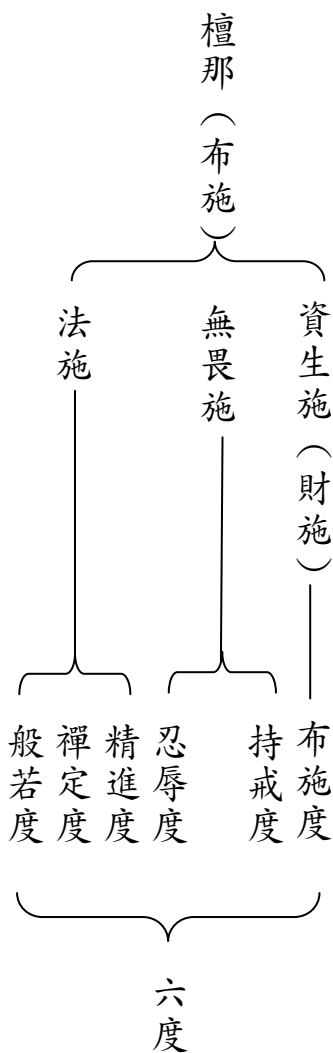 檀那（布施）
資生施（財施）
無畏施
法施
布施度
持戒度
忍辱度
精進度
禪定度
般若度
六度